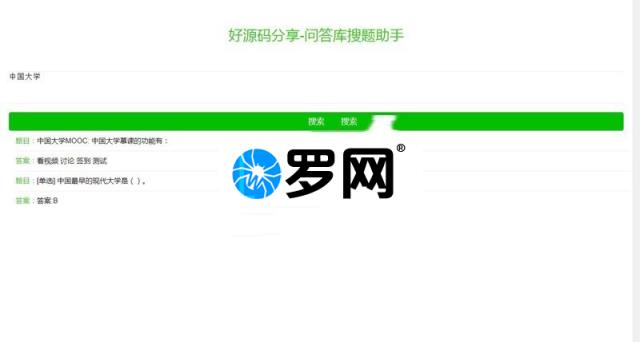 好源码分享-问答库搜题助手
中国大学
搜索 搜索
题目：中国大学MOOC: 中国大学慕课的功能有：
答案：看视频 讨论 签到 测试
题目：[单选] 中国最早的现代大学是（ ）。
答案：答案:B
罗网®